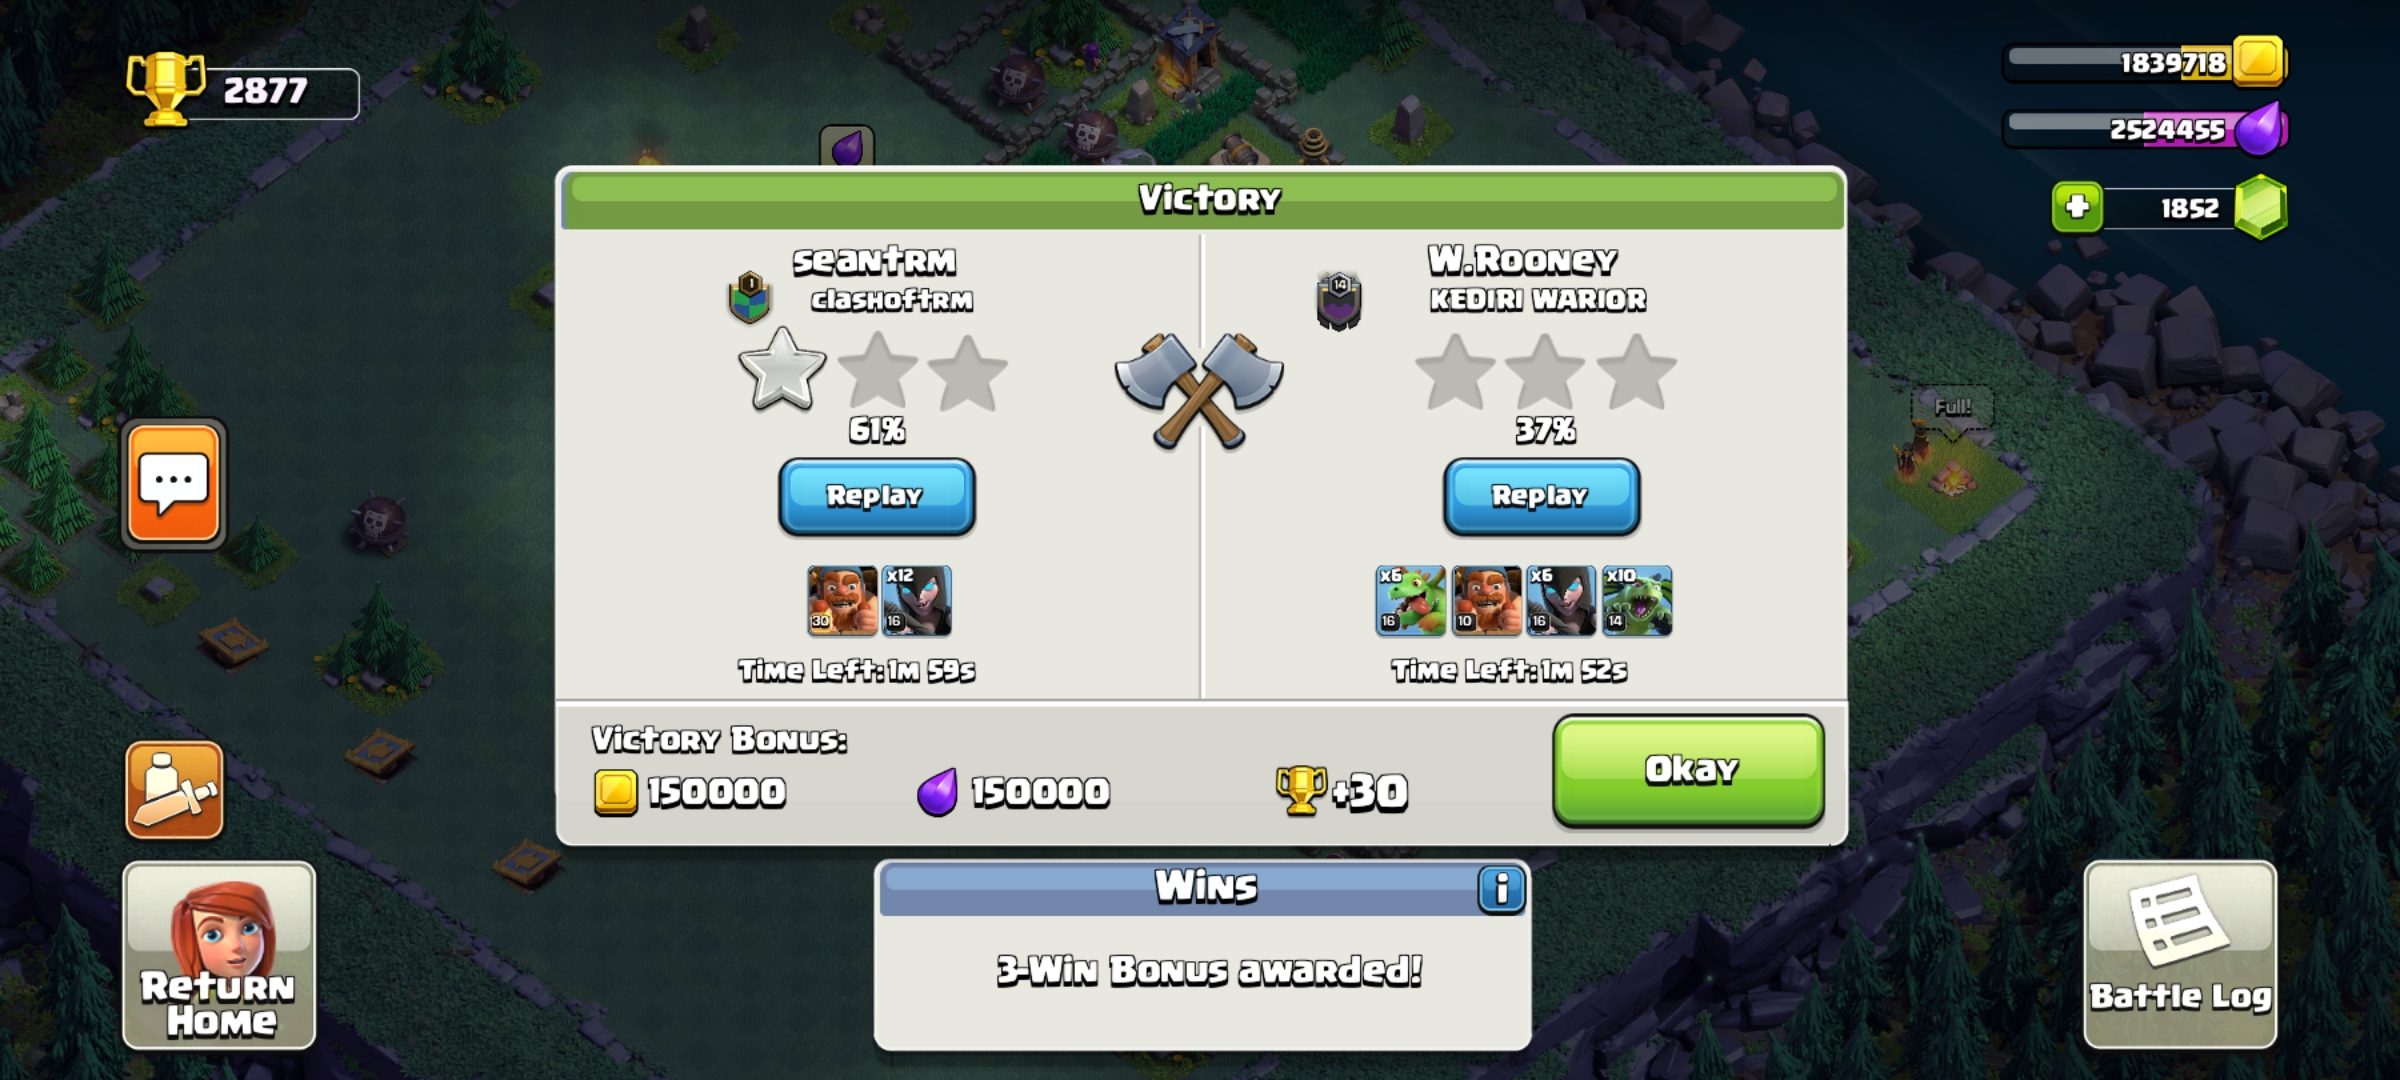 2877
1839718
2524455
1852
Victory
seantrm
clashoftrm
1
61%
Replay
30
x12
16
Time Left:1m 59s
W.Rooney
KEDIRI WARIOR
14
37%
Replay
x6
16
10
x6
16
x10
14
Time Left:1m 52s
Full!
Victory Bonus:
150000
150000
+30
Okay
Wins
i
3-Win Bonus awarded!
Return
Home
Battle Log